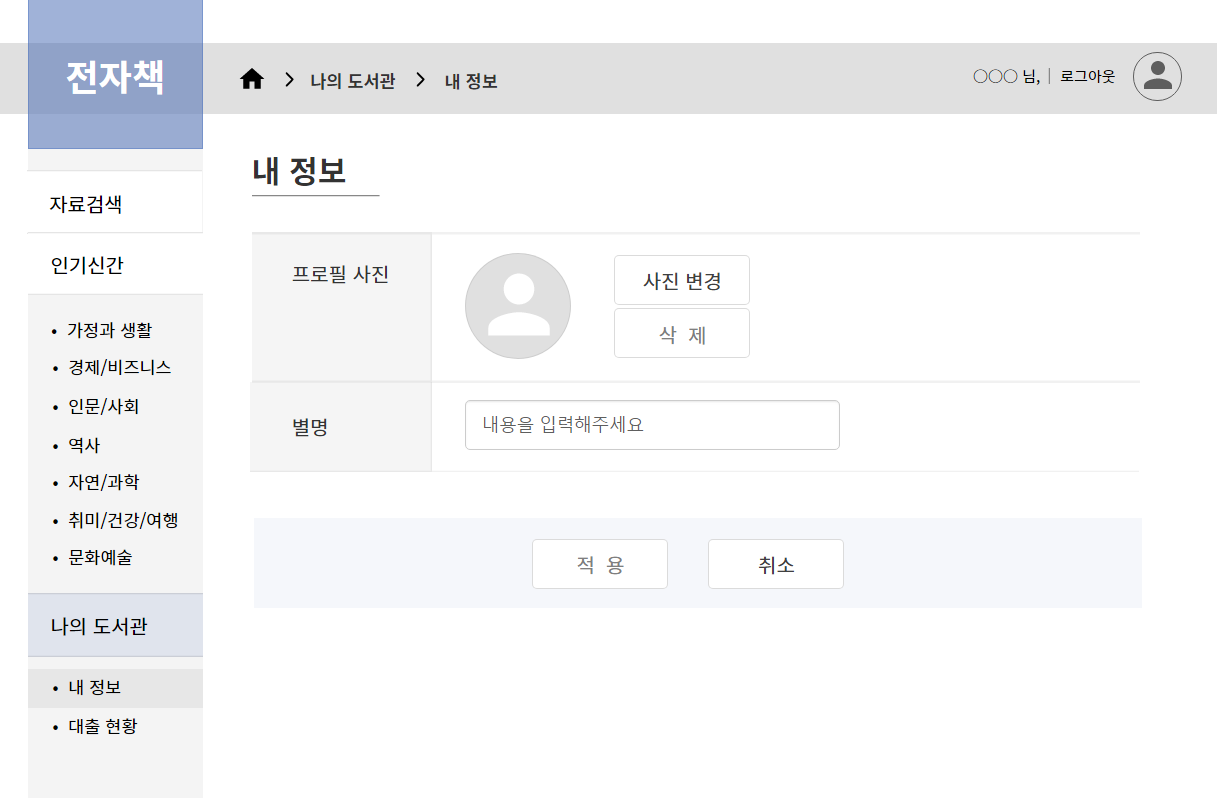 전자책
나의 도서관 내 정보
○○○ 님, | 로그아웃
자료검색
인기신간
• 가정과 생활
• 경제/비즈니스
• 인문/사회
• 역사
• 자연/과학
• 취미/건강/여행
• 문화예술
나의 도서관
• 내 정보
• 대출 현황
내 정보
프로필 사진
사진 변경
삭 제
별명
내용을 입력해주세요
적 용
취소